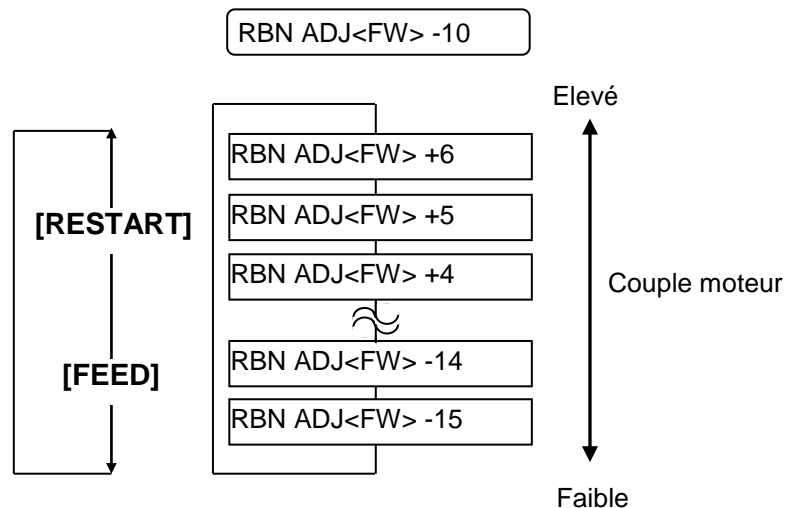 RBN ADJ<FW> -10
Elevé
RBN ADJ<FW> +6
[RESTART]
RBN ADJ<FW> +5
RBN ADJ<FW> +4
Couple moteur
[FEED]
RBN ADJ<FW> -14
RBN ADJ<FW> -15
Faible